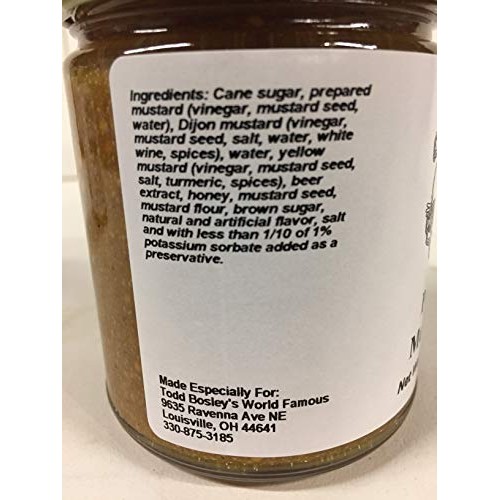 Ingredients: Cane sugar, prepared
mustard (vinegar, mustard seed,
water), Dijon mustard (vinegar,
mustard seed, salt, water, white
wine, spices), water, yellow
mustard (vinegar, mustard seed,
salt, turmeric, spices), beer
extract, honey, mustard seed,
mustard flour, brown sugar,
natural and artificial flavor, salt
and with less than 1/10 of 1%
potassium sorbate added as a
preservative.
Made Especially For:
Todd Bosley's World Famous
9635 Ravenna Ave NE
Louisville, OH 44641
330-875-3185
M
Net